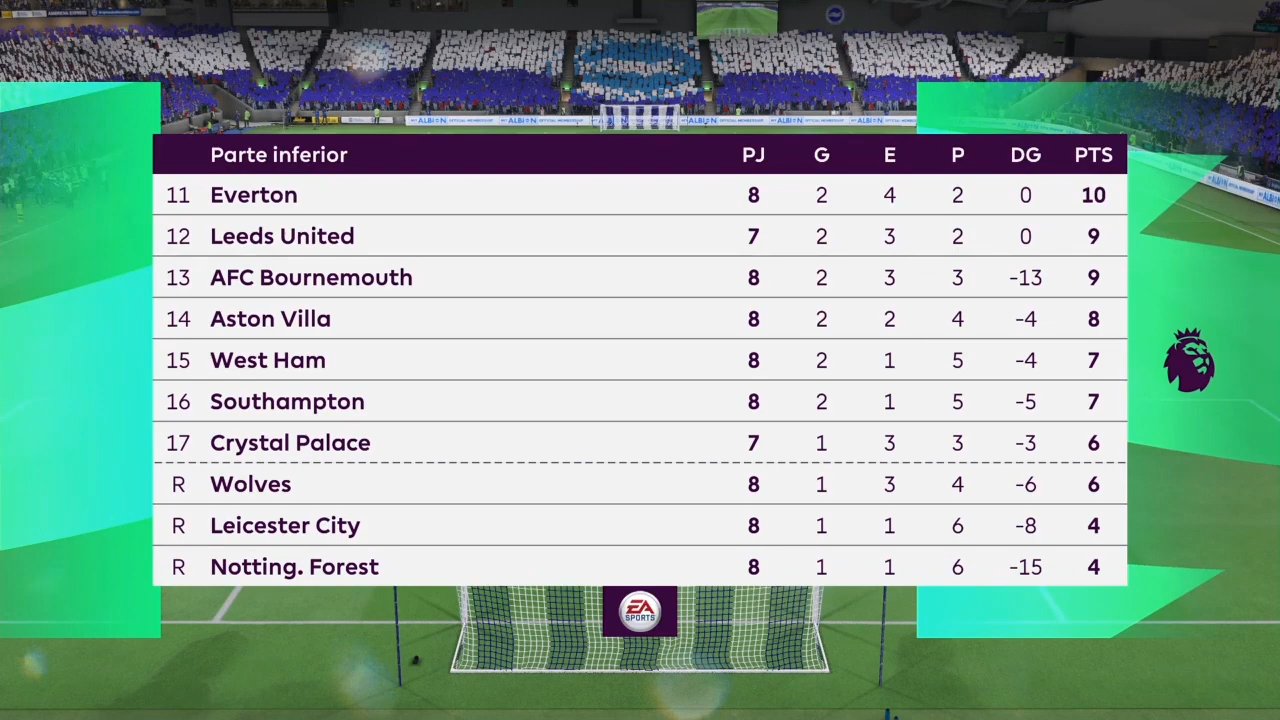 Parte inferior PJ G E P DG PTS
11 Everton 8 2 4 2 0 10
12 Leeds United 7 2 3 2 0 9
13 AFC Bournemouth 8 2 3 3 -13 9
14 Aston Villa 8 2 2 4 -4 8
15 West Ham 8 2 1 5 -4 7
16 Southampton 8 2 1 5 -5 7
17 Crystal Palace 7 1 3 3 -3 6
R Wolves 8 1 3 4 -6 6
R Leicester City 8 1 1 6 -8 4
R Notting. Forest 8 1 1 6 -15 4
EA
SPORTS